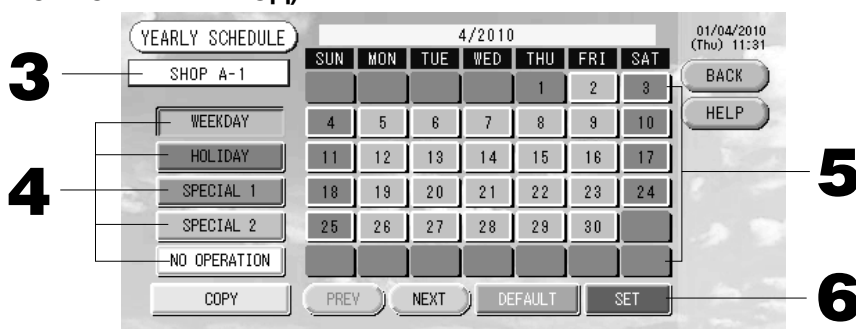 YEARLY SCHEDULE
4/2010
01/04/2010
(Thu) 11:31
3
SHOP A-1
SUN MON TUE WED THU FRI SAT
BACK
1 2 3
HELP
WEEKDAY
4 5 6 7 8 9 10
HOLIDAY
11 12 13 14 15 16 17
4
5
SPECIAL 1
18 19 20 21 22 23 24
SPECIAL 2
25 26 27 28 29 30
NO OPERATION
COPY
PREV
NEXT
DEFAULT
SET
6